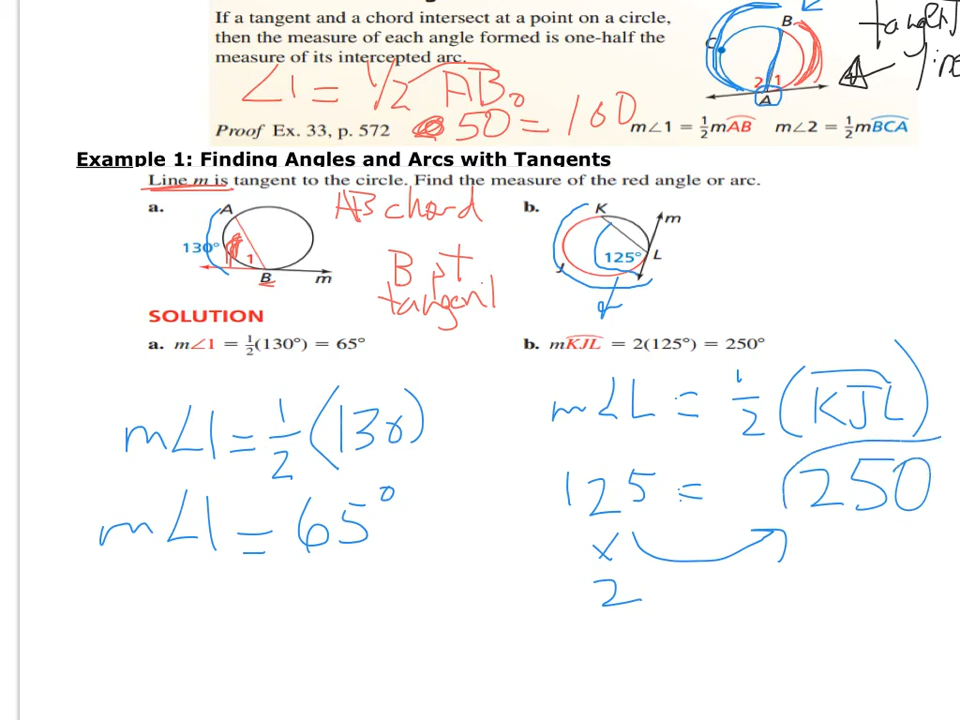 If a tangent and a chord intersect at a point on a circle,
then the measure of each angle formed is one-half the
measure of its intercepted arc.
∠1 = 1/2 AB
50 = 100
Proof Ex. 33, p. 572
B
C
2 1
A
m∠1 = ½mAB m∠2 = ½mBCA
Example 1: Finding Angles and Arcs with Tangents
Line m is tangent to the circle. Find the measure of the red angle or arc.
a.
A
130°
1
B
m
AB chord
B pt
tangent
b.
K
m
125°
L
J
SOLUTION
a. m∠1 = ½(130°) = 65°
b. mKJL = 2(125°) = 250°
m∠1 = 1/2 (130)
m∠1 = 65°
m∠L = 1/2 (KJL)
125 = 250
x
2